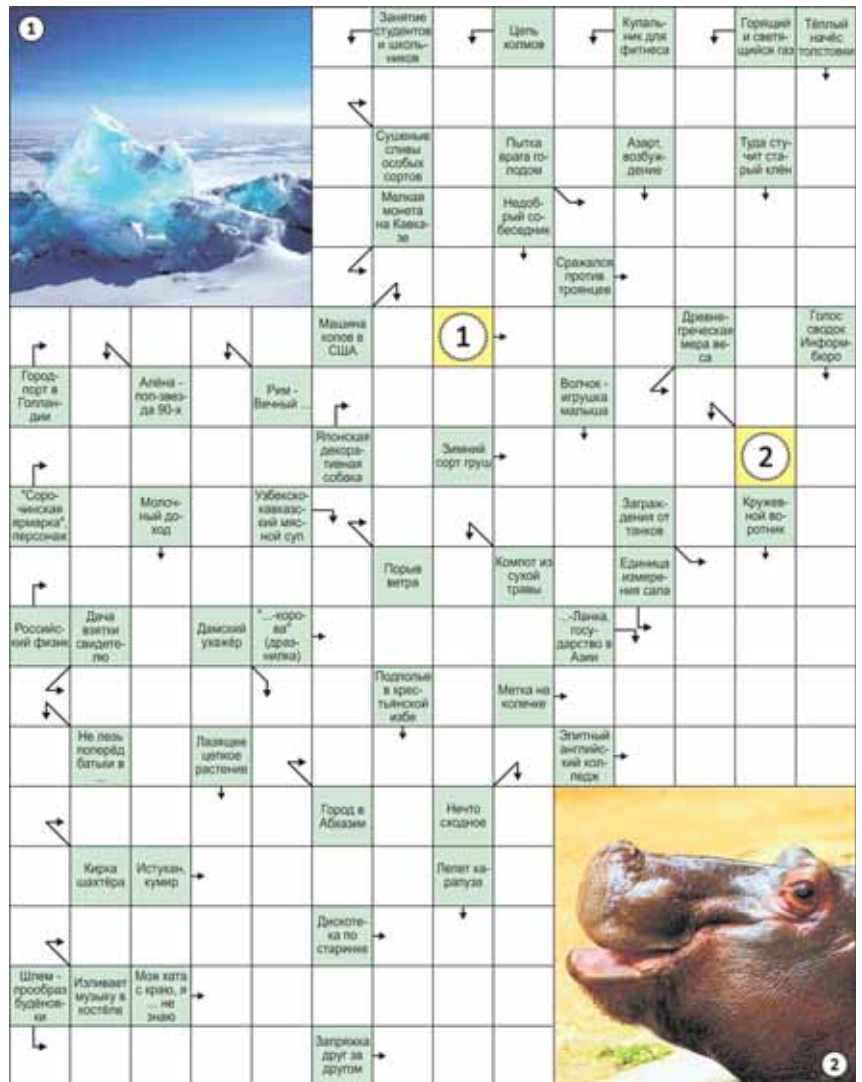 1
Занятие
студентов
и школь-
ников
Цепь
холмов
Купаль-
ник для
фитнеса
Горящий
и светя-
щийся газ
Тёплый
начёс
толстовки
Сушеные
сливы
особых
сортов
Пытка
врага го-
лодом
Азарт,
возбуж-
дение
Туда сту-
чит ста-
рый клён
Мелкая
монета
на Кавка-
зе
Недоб-
рый со-
беседник
Сражался
против
троянцев
Машина
копов в
США
1
Древне-
греческая
мера ве-
са
Голос
сводок
Информ-
бюро
Город-
порт в
Голлан-
дии
Алёна -
поп-звез-
да 90-х
Рим -
Вечный ...
Волчок -
игрушка
малыша
Японская
декора-
тивная
собака
Зимний
сорт груш
2
"Соро-
чинская
ярмарка",
персонаж
Молоч-
ный до-
ход
Узбекско-
кавказс-
кий мяс-
ной суп
Заграж-
дения от
танков
Кружев-
ной во-
ротник
Порыв
ветра
Компот из
сухой
травы
Единица
измере-
ния сала
Российс-
кий физик
Дача
взятки
свидете-
лю
Дамский
ухажёр
"...-коро-
ва"
(драз-
нилка)
...-Ланка,
госу-
дарство в
Азии
Подполье
в крес-
тьянской
избе
Метка на
колечке
Не лезь
поперёд
батьки в
...
Лазящее
цепкое
растение
Элитный
английс-
кий кол-
ледж
Город в
Абхазии
Нечто
сходное
Кирка
шахтёра
Истукан,
кумир
Лепет ка-
рапуза
Дискоте-
ка по
старинке
Шлем -
прообраз
будёнов-
ки
Изливает
музыку в
костёле
Моя хата
с краю, я
... не
знаю
Запряжка
друг за
другом
2